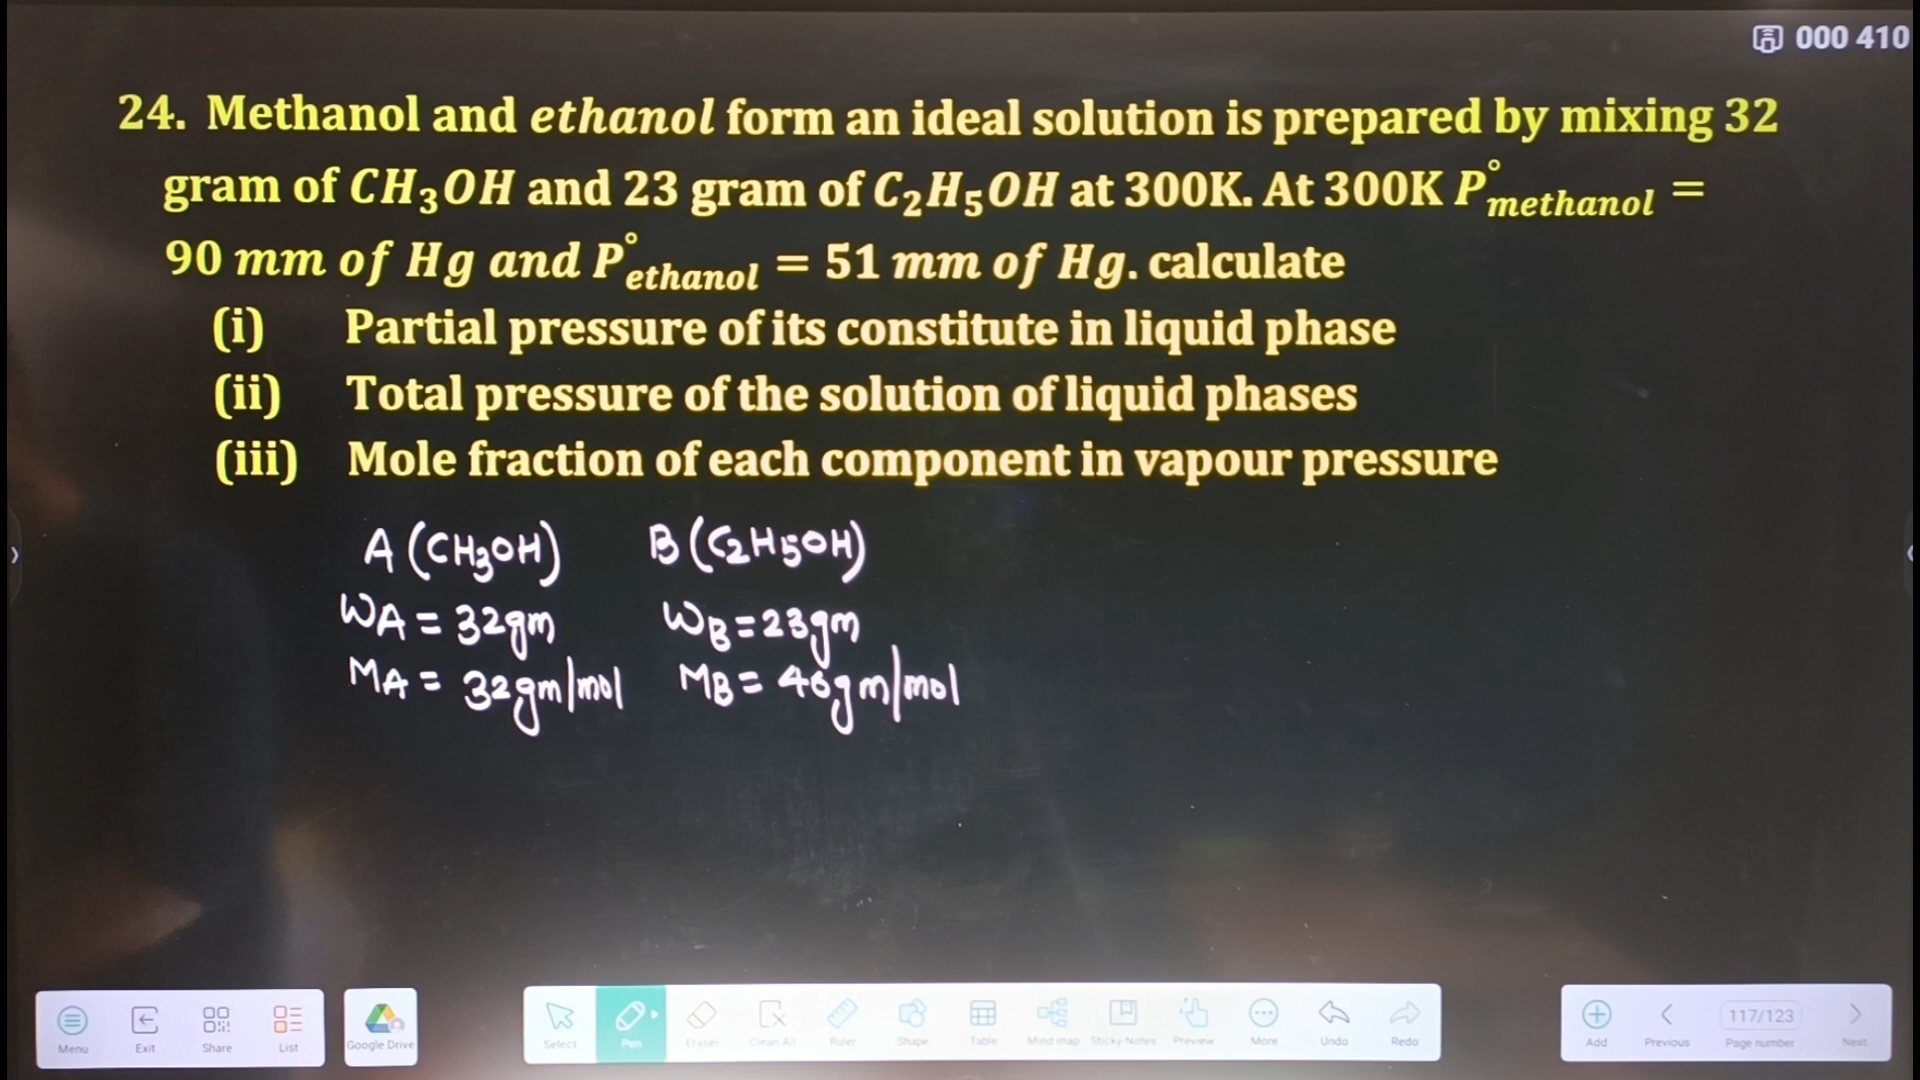 000 410
24. Methanol and ethanol form an ideal solution is prepared by mixing 32
gram of CH₃OH and 23 gram of C₂H₅OH at 300K. At 300K P°methanol =
90 mm of Hg and P°ethanol = 51 mm of Hg. calculate
(i) Partial pressure of its constitute in liquid phase
(ii) Total pressure of the solution of liquid phases
(iii) Mole fraction of each component in vapour pressure
A (CH₃OH) B (C₂H₅OH)
WA = 32gm WB = 23gm
MA = 32gm/mol MB = 46gm/mol
Menu Exit Share List Google Drive Select Pen Eraser Clean All Ruler Shape Table Mind map Sticky Notes Preview More Undo Redo Add Previous 117/123 Page number Next